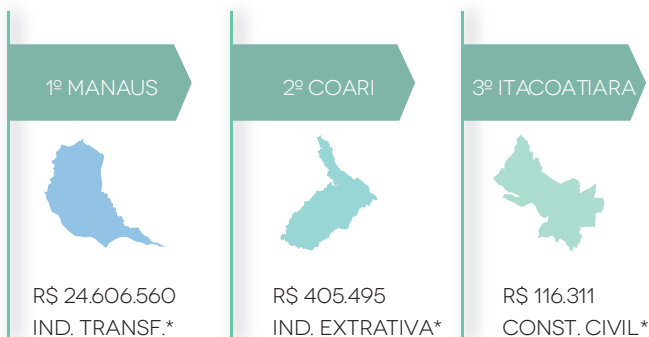 1º MANAUS
R$ 24.606.560
IND. TRANSF.*
2º COARI
R$ 405.495
IND. EXTRATIVA*
3º ITACOATIARA
R$ 116.311
CONST. CIVIL*